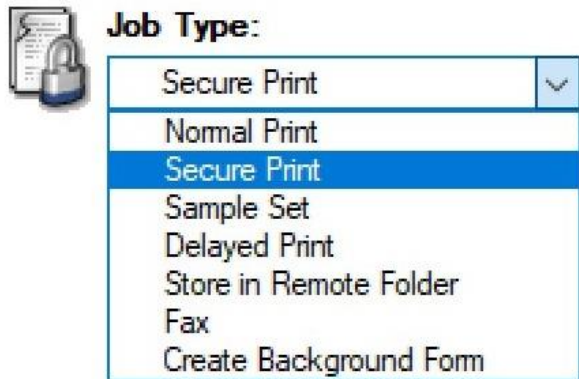 Job Type:
Secure Print
Normal Print
Secure Print
Sample Set
Delayed Print
Store in Remote Folder
Fax
Create Background Form